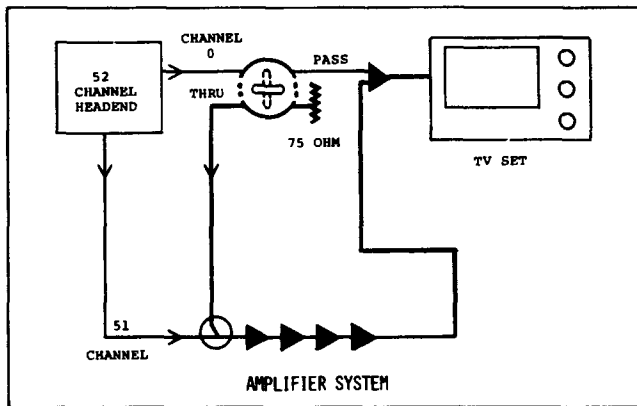 CHANNEL
0
52
CHANNEL
HEADEND
PASS
THRU
75 OHM
TV SET
51
CHANNEL
AMPLIFIER SYSTEM